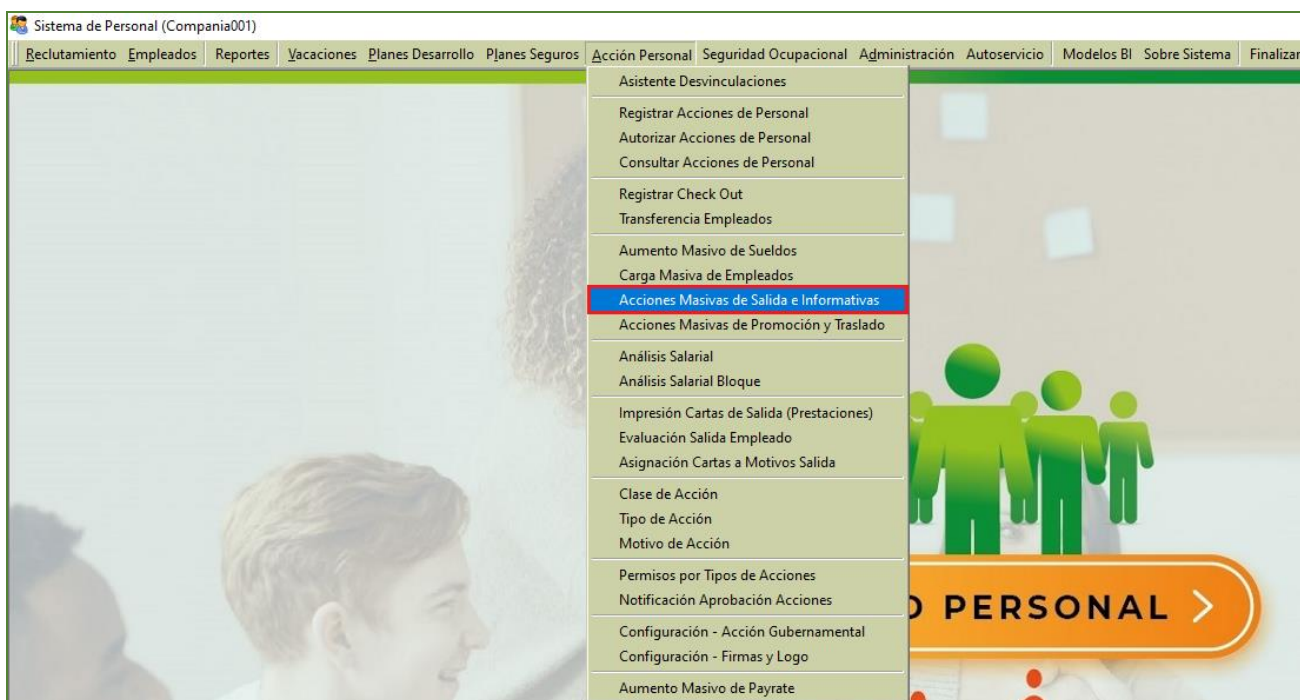 Sistema de Personal (Compania001)
Reclutamiento Empleados Reportes Vacaciones Planes Desarrollo Planes Seguros Acción Personal Seguridad Ocupacional Administración Autoservicio Modelos BI Sobre Sistema Finalizar
Asistente Desvinculaciones
Registrar Acciones de Personal
Autorizar Acciones de Personal
Consultar Acciones de Personal
Registrar Check Out
Transferencia Empleados
Aumento Masivo de Sueldos
Carga Masiva de Empleados
Acciones Masivas de Salida e Informativas
Acciones Masivas de Promoción y Traslado
Análisis Salarial
Análisis Salarial Bloque
Impresión Cartas de Salida (Prestaciones)
Evaluación Salida Empleado
Asignación Cartas a Motivos Salida
Clase de Acción
Tipo de Acción
Motivo de Acción
Permisos por Tipos de Acciones
Notificación Aprobación Acciones
Configuración - Acción Gubernamental
Configuración - Firmas y Logo
Aumento Masivo de Payrate
PERSONAL >